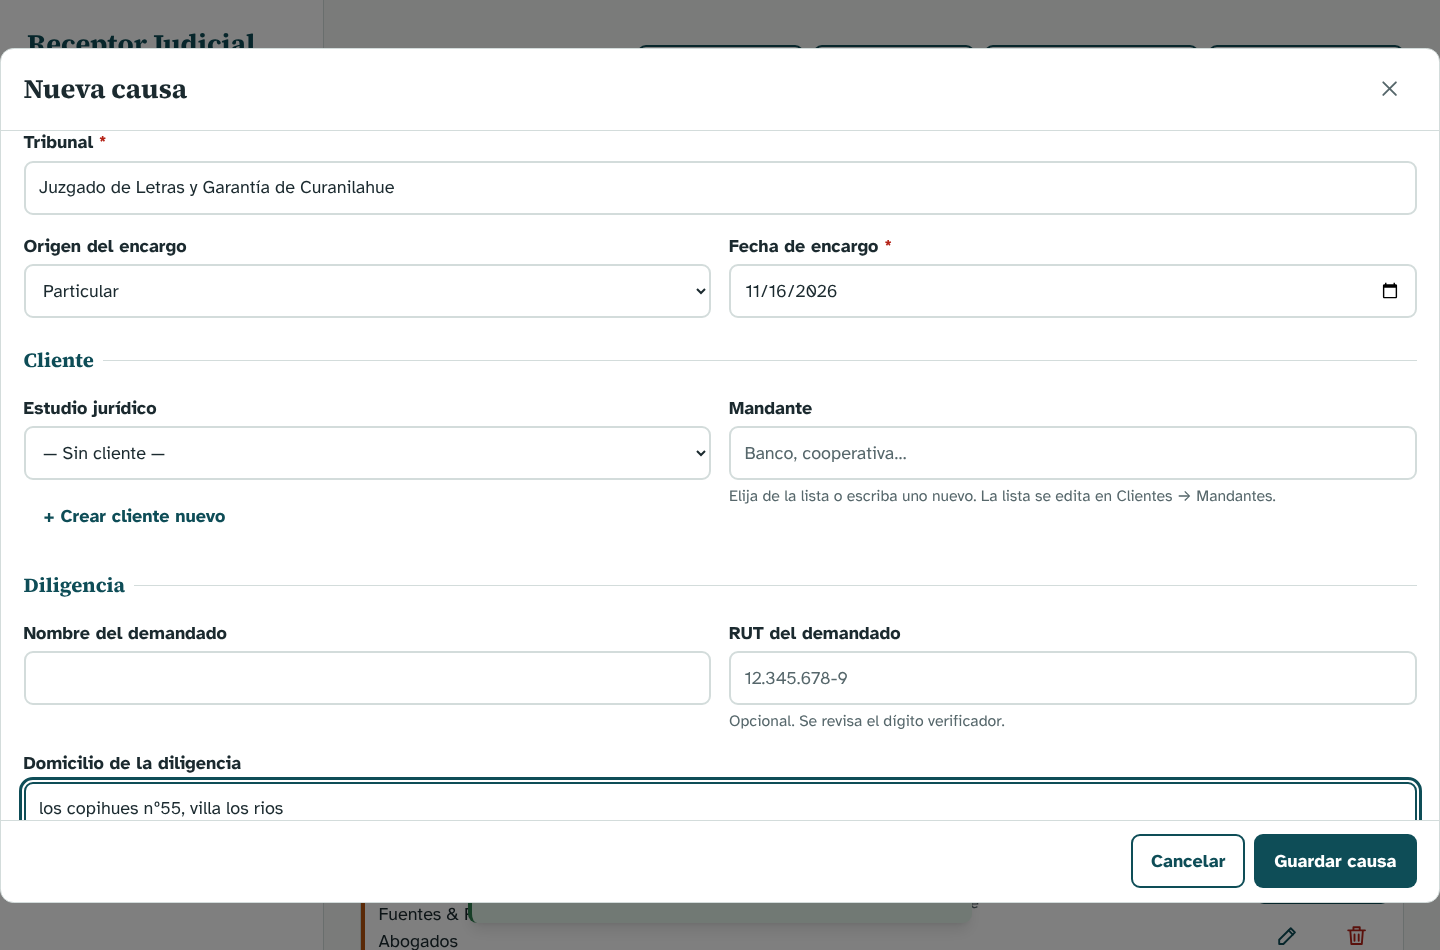 Receptor Judicial
Nueva causa
Tribunal *
Juzgado de Letras y Garantía de Curanilahue
Origen del encargo
Fecha de encargo *
Particular
11/16/2026
Cliente
Estudio jurídico
Mandante
— Sin cliente —
Banco, cooperativa...
Elija de la lista o escriba uno nuevo. La lista se edita en Clientes → Mandantes.
+ Crear cliente nuevo
Diligencia
Nombre del demandado
RUT del demandado
12.345.678-9
Opcional. Se revisa el dígito verificador.
Domicilio de la diligencia
los copihues n°55, villa los rios
Cancelar
Guardar causa
Fuentes &
Abogados